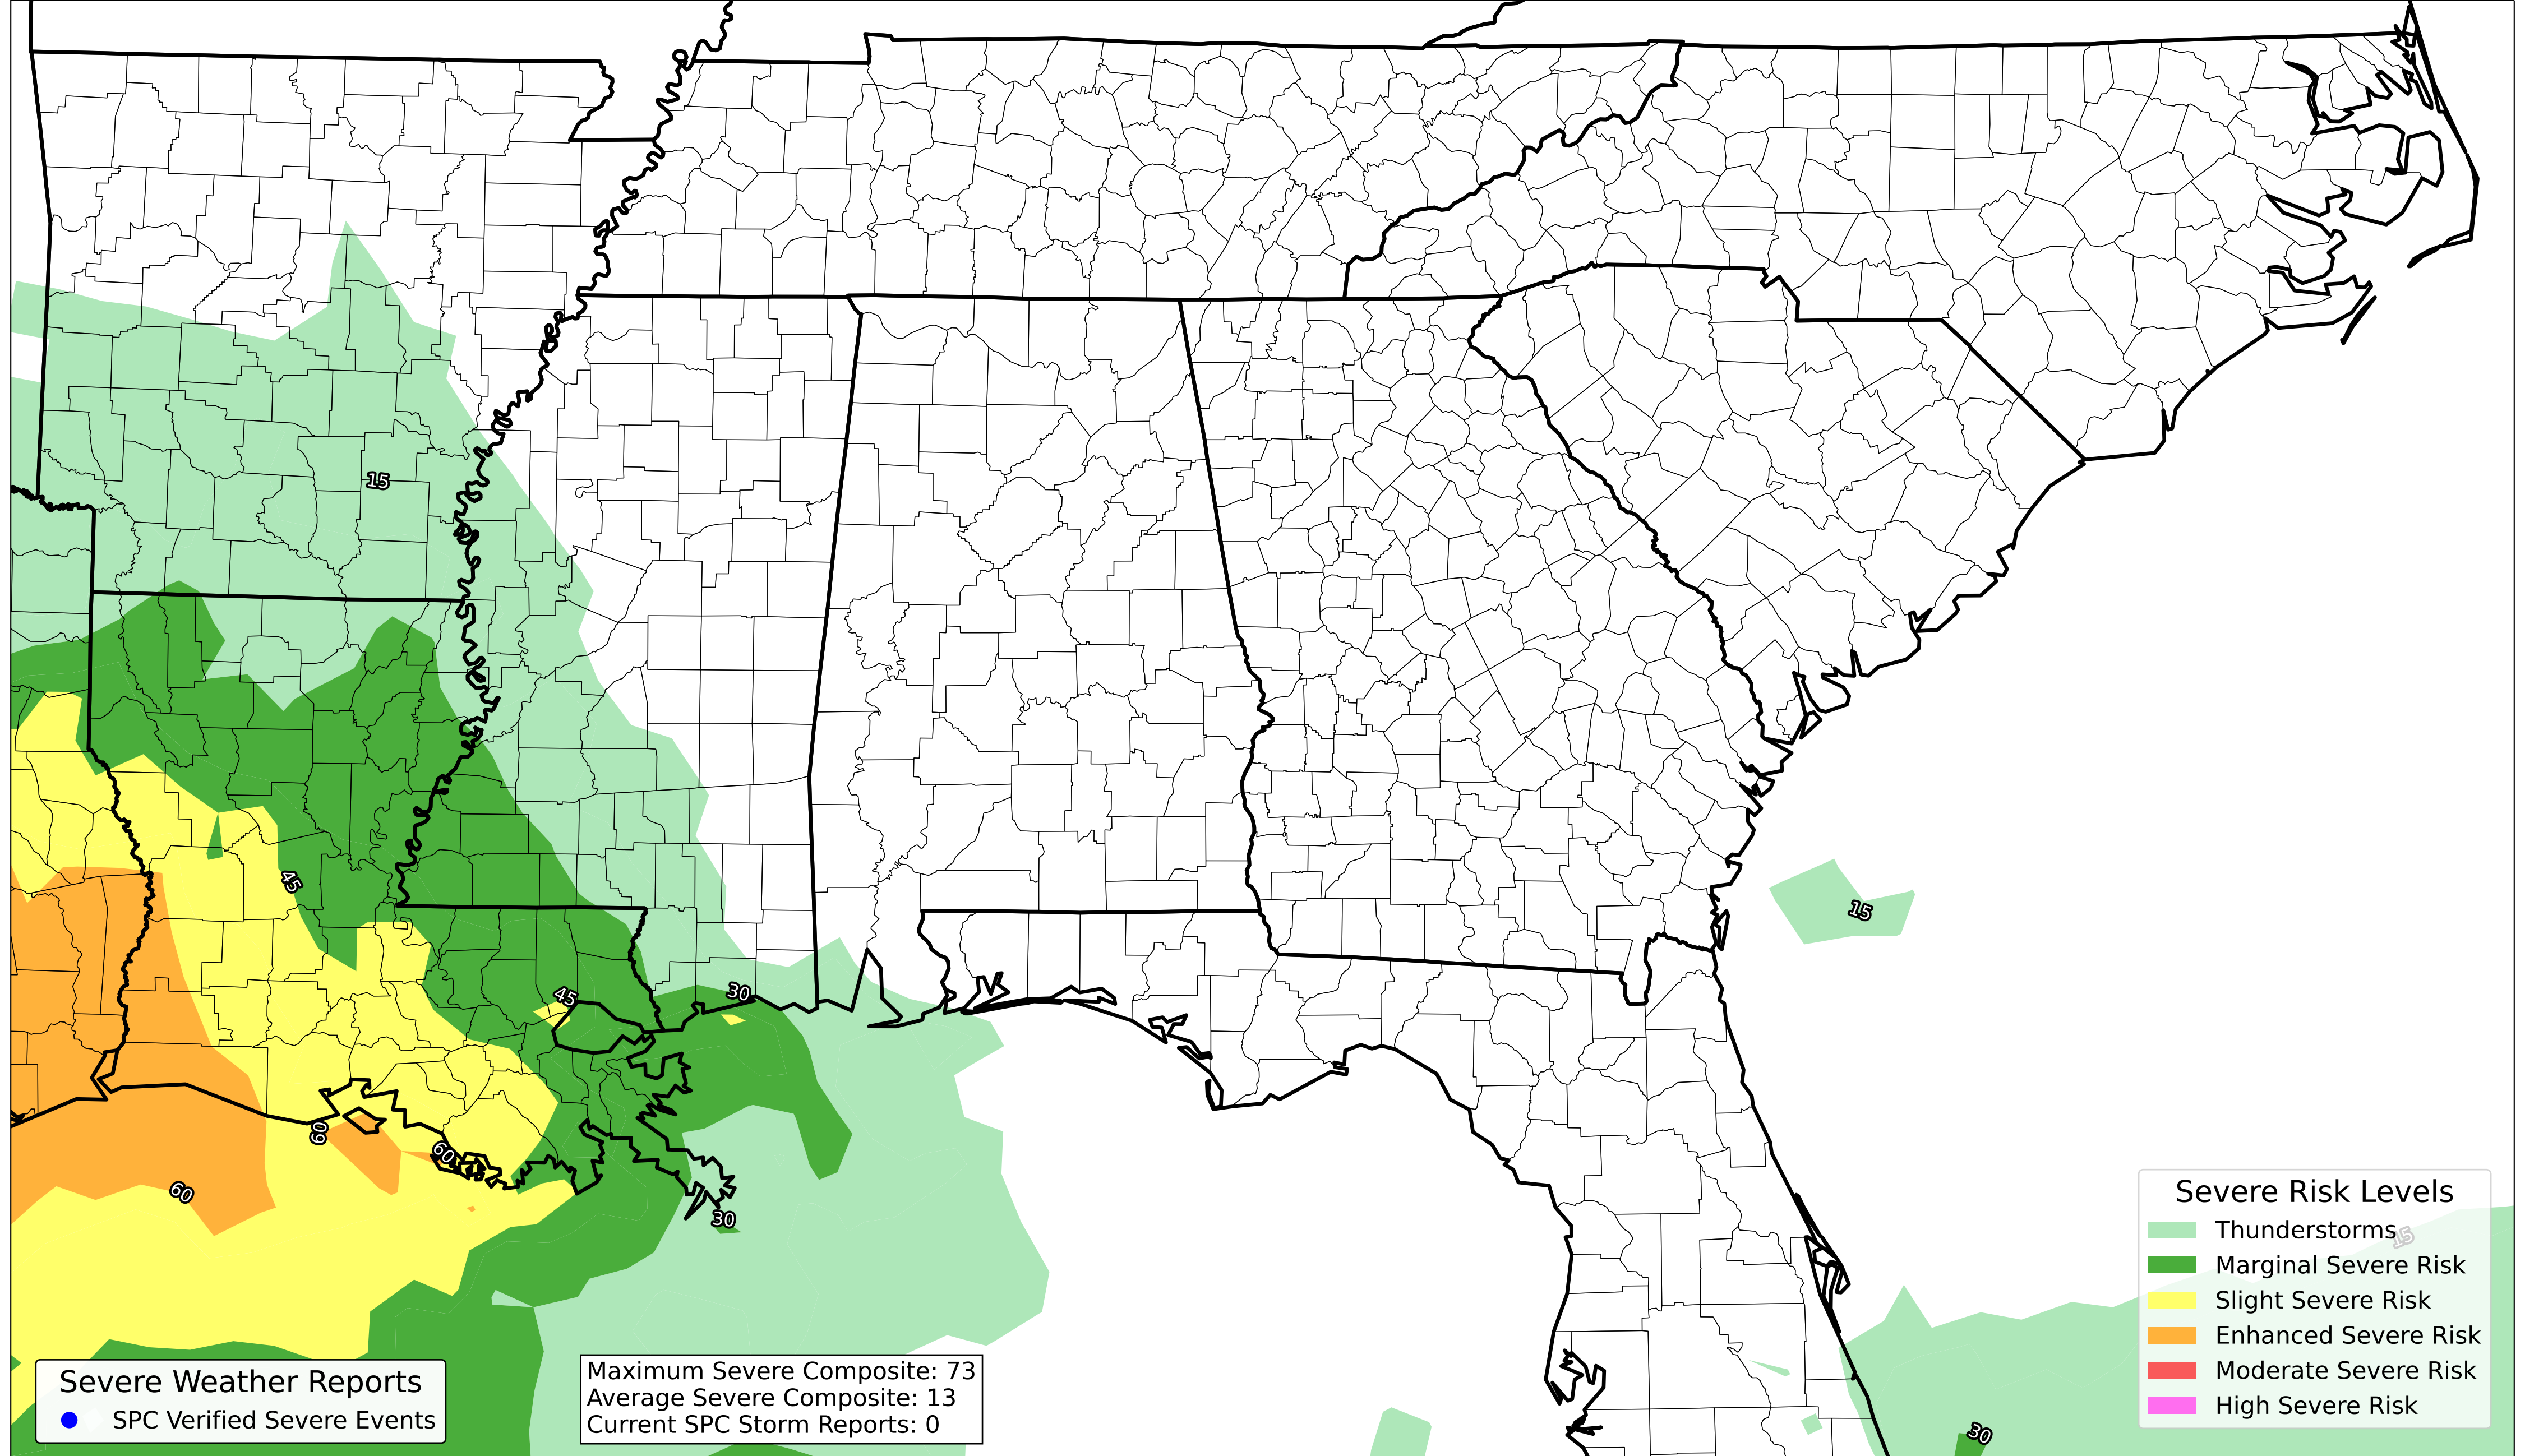 15
45
15
45
30
60
60
60
30
15
30
Severe Risk Levels
Thunderstorms
Marginal Severe Risk
Slight Severe Risk
Enhanced Severe Risk
Moderate Severe Risk
High Severe Risk
Severe Weather Reports
SPC Verified Severe Events
Maximum Severe Composite: 73
Average Severe Composite: 13
Current SPC Storm Reports: 0